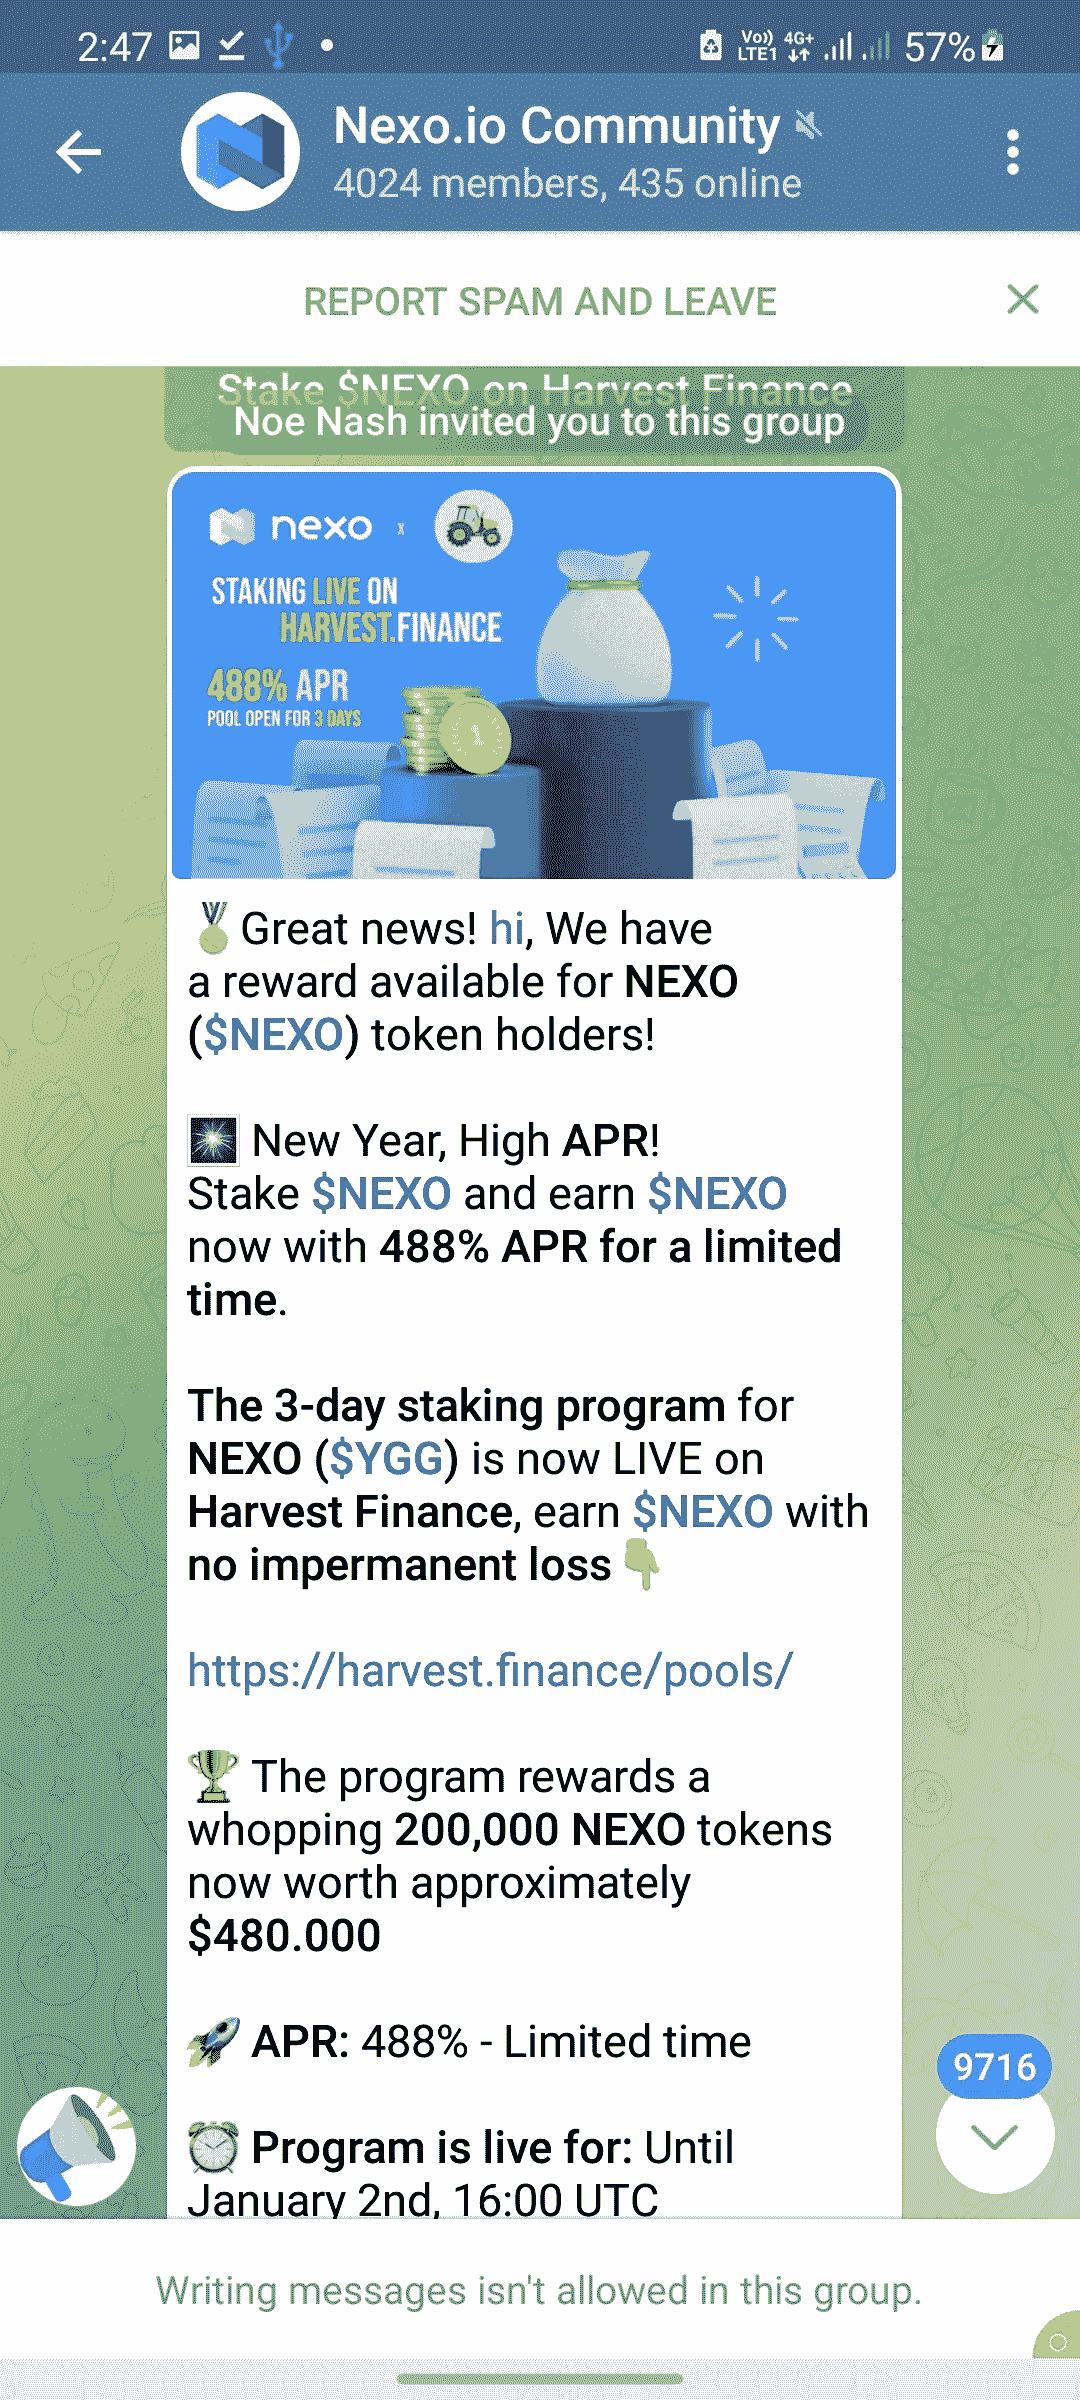 2:47
Vo)) LTE1 4G+ 57%
Nexo.io Community
4024 members, 435 online
REPORT SPAM AND LEAVE
Stake $NEXO on Harvest Finance
Noe Nash invited you to this group
nexo x
STAKING LIVE ON
HARVEST.FINANCE
488% APR
POOL OPEN FOR 3 DAYS
1
Great news! hi, We have
a reward available for NEXO
($NEXO) token holders!
New Year, High APR!
Stake $NEXO and earn $NEXO
now with 488% APR for a limited
time.
The 3-day staking program for
NEXO ($YGG) is now LIVE on
Harvest Finance, earn $NEXO with
no impermanent loss
https://harvest.finance/pools/
The program rewards a
whopping 200,000 NEXO tokens
now worth approximately
$480.000
APR: 488% - Limited time
9716
Program is live for: Until
January 2nd, 16:00 UTC
Writing messages isn't allowed in this group.